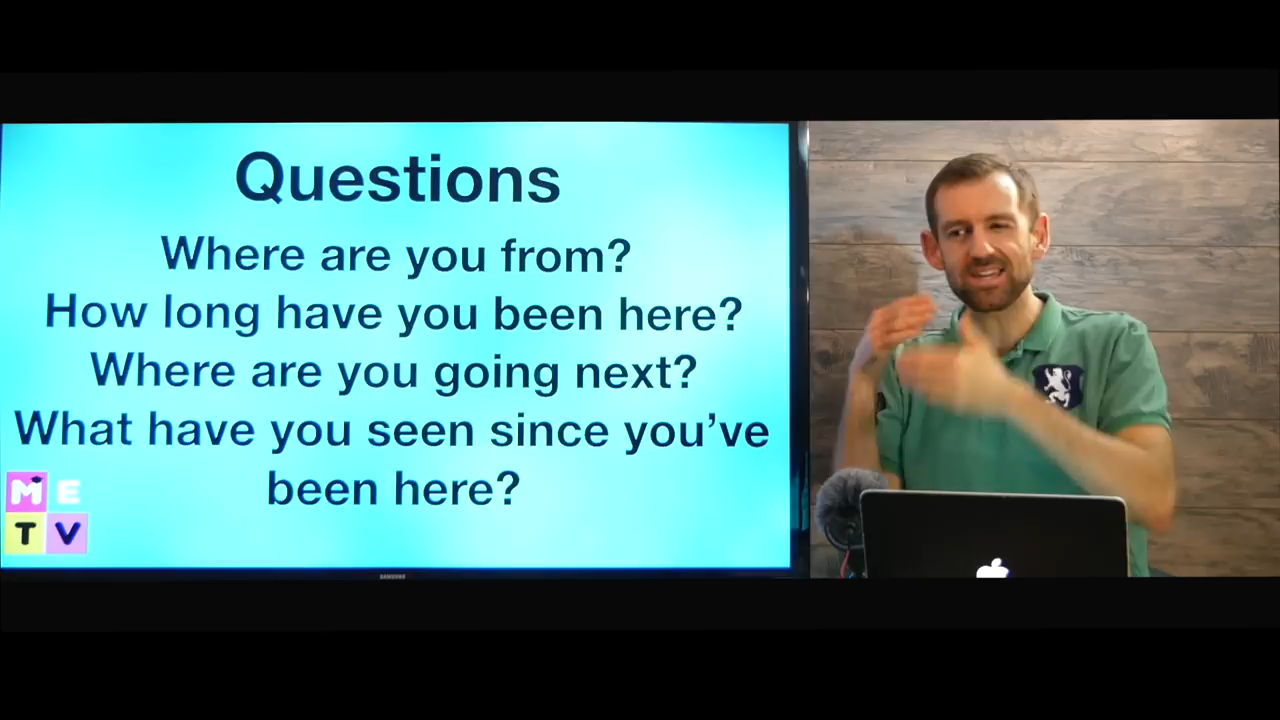 Questions
Where are you from?
How long have you been here?
Where are you going next?
What have you seen since you've
been here?
M E
T V
SAMSUNG